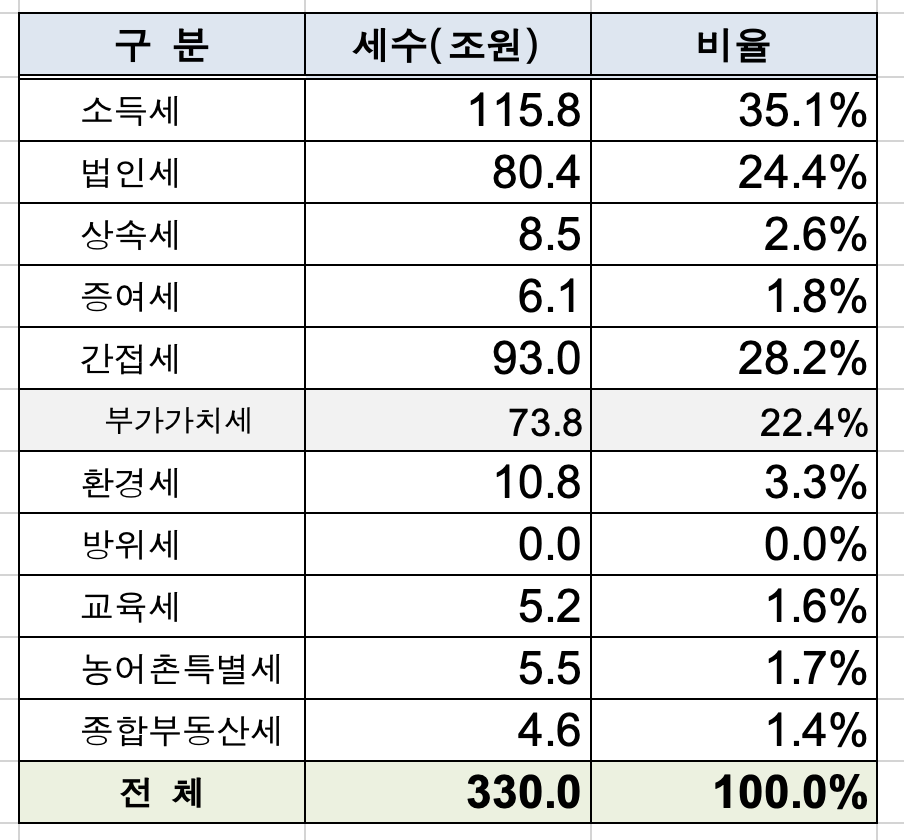 구 분 세수(조원) 비율
소득세 115.8 35.1%
법인세 80.4 24.4%
상속세 8.5 2.6%
증여세 6.1 1.8%
간접세 93.0 28.2%
부가가치세 73.8 22.4%
환경세 10.8 3.3%
방위세 0.0 0.0%
교육세 5.2 1.6%
농어촌특별세 5.5 1.7%
종합부동산세 4.6 1.4%
전 체 330.0 100.0%